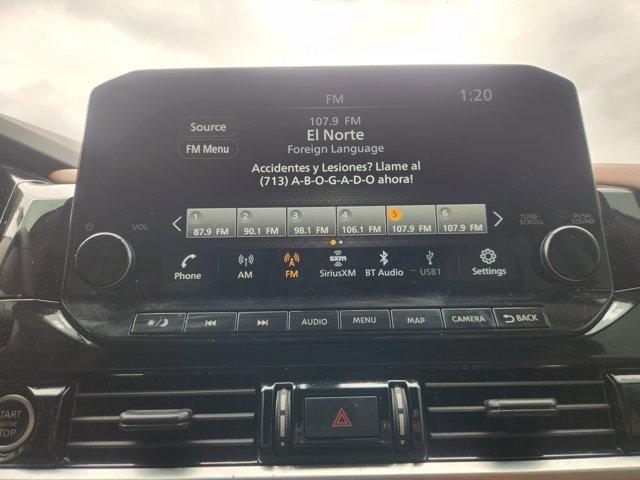 FM
1:20
Source
FM Menu
107.9 FM
El Norte
Foreign Language
Accidentes y Lesiones? Llame al
(713) A-B-O-G-A-D-O ahora!
VOL
TUNE-
SCROLL
PUSH
SOUND
1 2 3 4 5 6
87.9 FM 90.1 FM 98.1 FM 106.1 FM 107.9 FM 107.9 FM
sxm
Phone AM FM SiriusXM BT Audio USB1 Settings
AUDIO MENU MAP CAMERA BACK
START
ENGINE
STOP